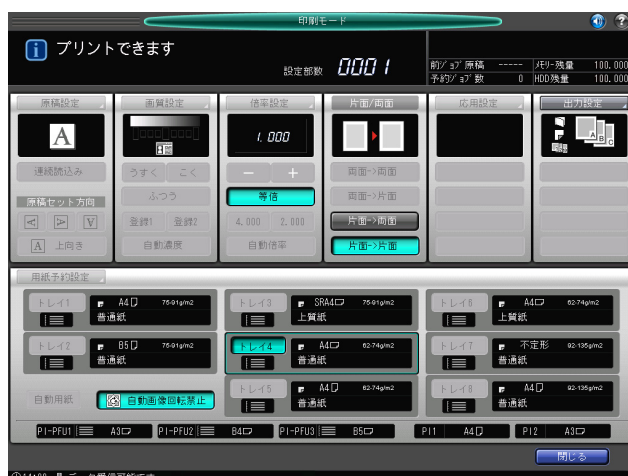 印刷モード
プリントできます
設定部数 0001
前ｼﾞｮﾌﾞ原稿 ----- ﾒﾓﾘｰ残量 100.000
予約ｼﾞｮﾌﾞ数 0 HDD残量 100.000
原稿設定 画質設定 倍率設定 片面/両面 応用設定 出力設定
A 1.000 A B C
連続読込み うすく こく − + 両面->両面
原稿セット方向 ふつう 等倍 両面->片面
A A A 登録1 登録2 4.000 2.000 片面->両面
A 上向き 自動濃度 自動倍率 片面->片面
用紙予約設定
トレイ1 A4 75-91g/m2 普通紙
トレイ3 SRA4 75-91g/m2 上質紙
トレイ6 A4 62-74g/m2 上質紙
トレイ2 B5 75-91g/m2 普通紙
トレイ4 A4 62-74g/m2 普通紙
トレイ7 不定形 92-135g/m2 普通紙
トレイ5 A4 62-74g/m2 普通紙
トレイ8 A4 92-135g/m2 普通紙
自動用紙 自動画像回転禁止
PI-PFU1 A3 PI-PFU2 B4 PI-PFU3 B5 PI1 A4 PI2 A3
閉じる